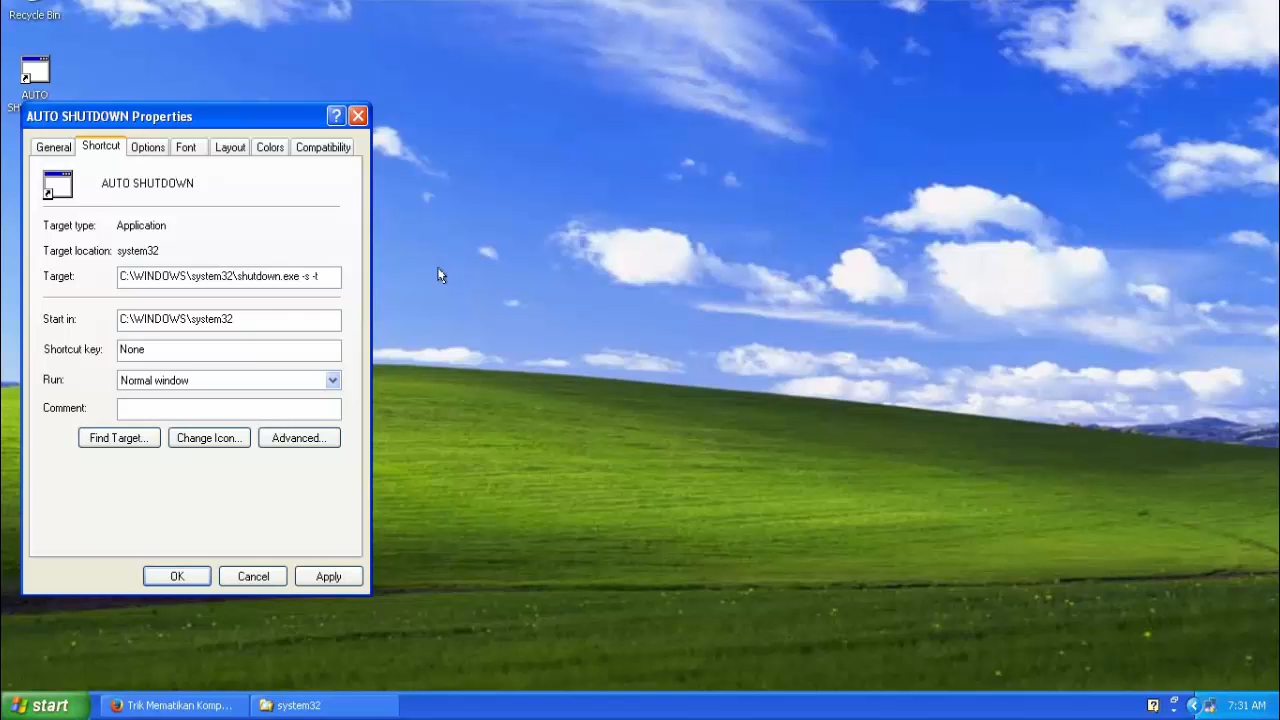 Recycle Bin
AUTO
SH
AUTO SHUTDOWN Properties
General Shortcut Options Font Layout Colors Compatibility
AUTO SHUTDOWN
Target type: Application
Target location: system32
Target: C:\WINDOWS\system32\shutdown.exe -s -t
Start in: C:\WINDOWS\system32
Shortcut key: None
Run: Normal window
Comment:
Find Target... Change Icon... Advanced...
OK Cancel Apply
start Trik Mematikan Komp... system32 7:31 AM